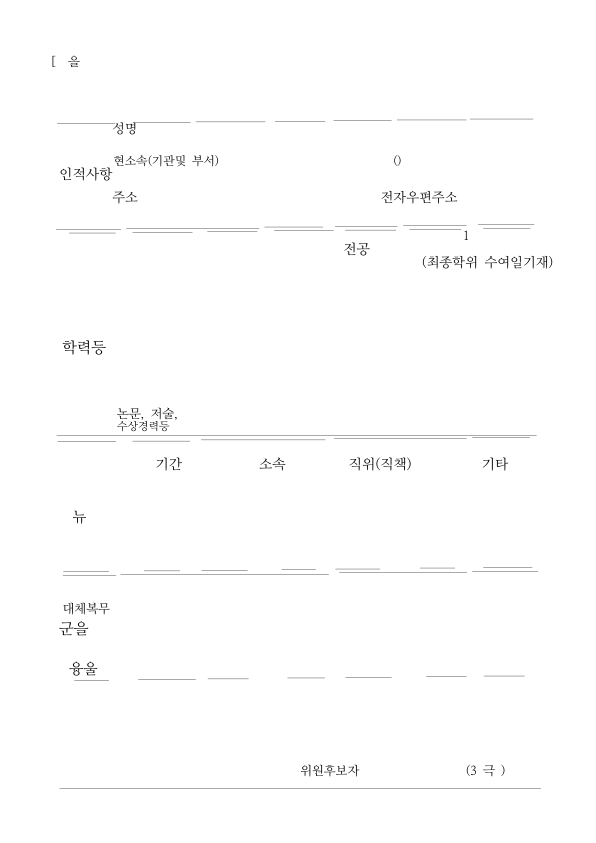 [ 을
성명
현소속(기관및 부서) ()
인적사항
주소 전자우편주소
전공 1
(최종학위 수여일기재)
학력등
논문, 저술,
수상경력등
기간 소속 직위(직책) 기타
뉴
대체복무
군을
융울
위원후보자 (3 극 )